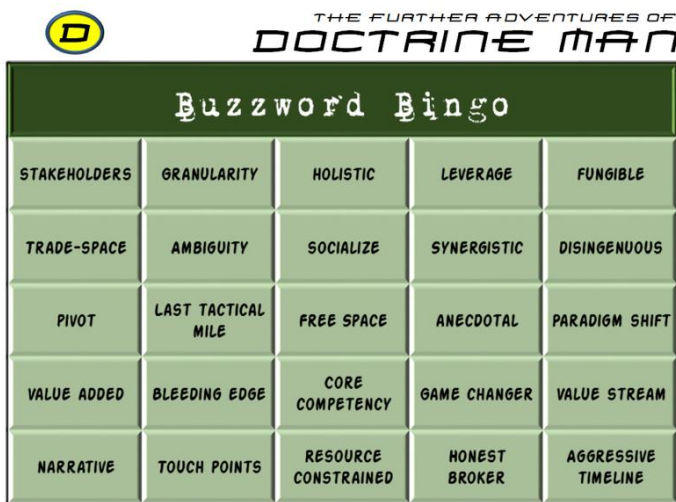 D
THE FURTHER ADVENTURES OF
DOCTRINE MAN
Buzzword Bingo
STAKEHOLDERS GRANULARITY HOLISTIC LEVERAGE FUNGIBLE
TRADE-SPACE AMBIGUITY SOCIALIZE SYNERGISTIC DISINGENUOUS
PIVOT LAST TACTICAL MILE FREE SPACE ANECDOTAL PARADIGM SHIFT
VALUE ADDED BLEEDING EDGE CORE COMPETENCY GAME CHANGER VALUE STREAM
NARRATIVE TOUCH POINTS RESOURCE CONSTRAINED HONEST BROKER AGGRESSIVE TIMELINE